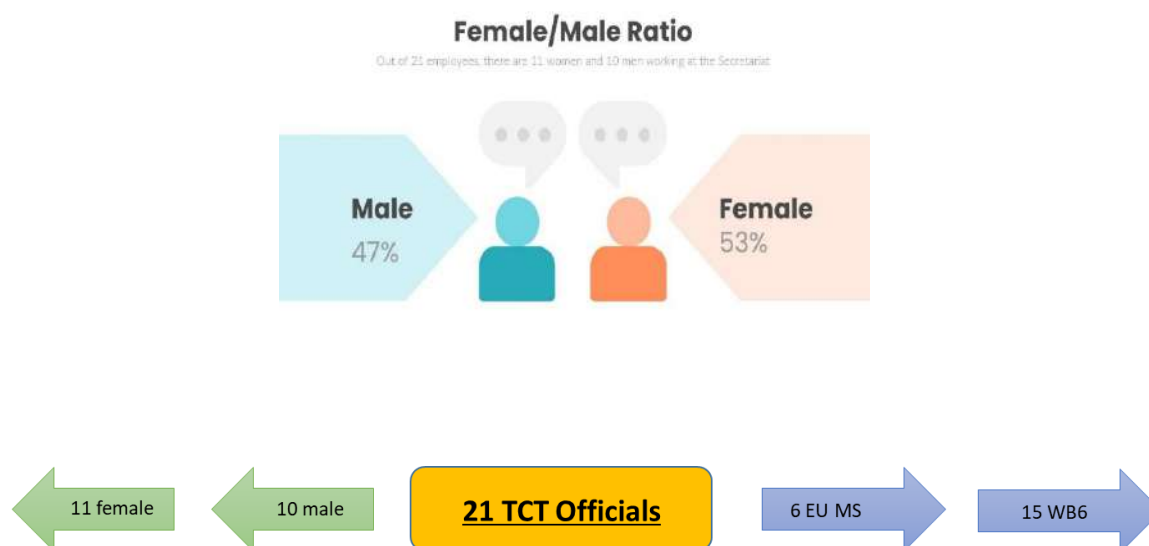 Female/Male Ratio
Out of 21 employees, there are 11 women and 10 men working at the Secretariat
Male
47%
Female
53%
11 female
10 male
21 TCT Officials
6 EU MS
15 WB6